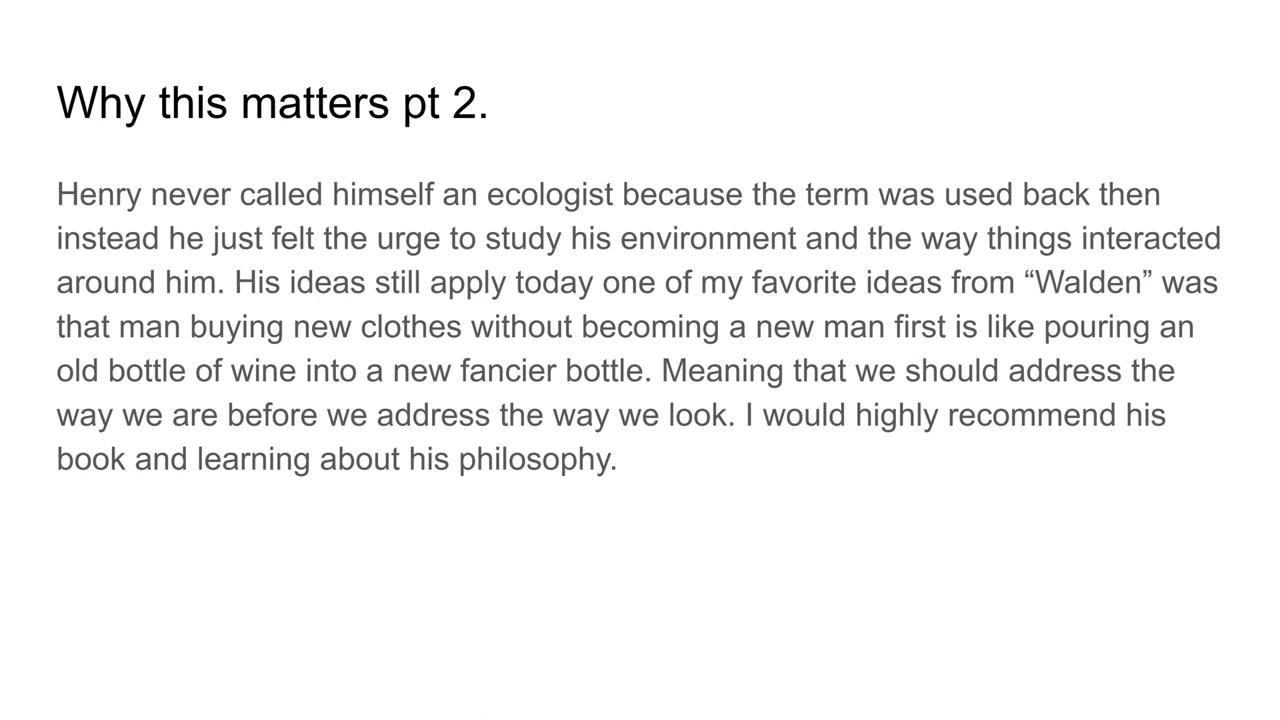 Why this matters pt 2.
Henry never called himself an ecologist because the term was used back then
instead he just felt the urge to study his environment and the way things interacted
around him. His ideas still apply today one of my favorite ideas from “Walden” was
that man buying new clothes without becoming a new man first is like pouring an
old bottle of wine into a new fancier bottle. Meaning that we should address the
way we are before we address the way we look. I would highly recommend his
book and learning about his philosophy.